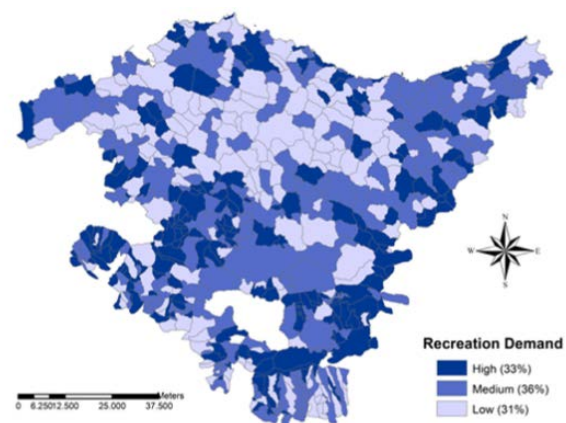 N
W
E
S
Recreation Demand
High (33%)
Medium (36%)
Low (31%)
Meters
0 6.25012.500 25.000 37.500